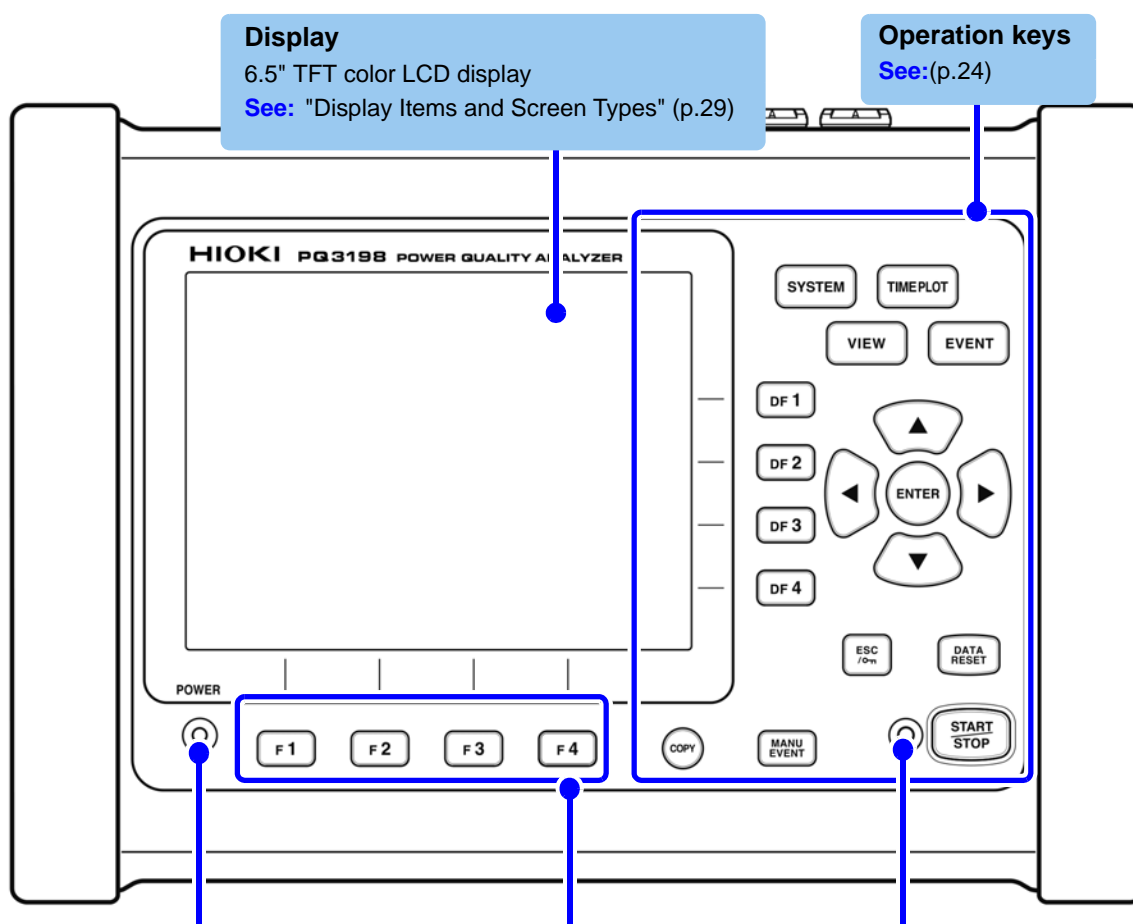 Display
6.5" TFT color LCD display
See: "Display Items and Screen Types" (p.29)
Operation keys
See:(p.24)
A A
HIOKI PQ3198 POWER QUALITY ANALYZER
SYSTEM TIMEPLOT
VIEW EVENT
DF 1
DF 2
DF 3
DF 4
ENTER
ESC
/
DATA
RESET
POWER
F 1 F 2 F 3 F 4
COPY
MANU
EVENT
START
STOP